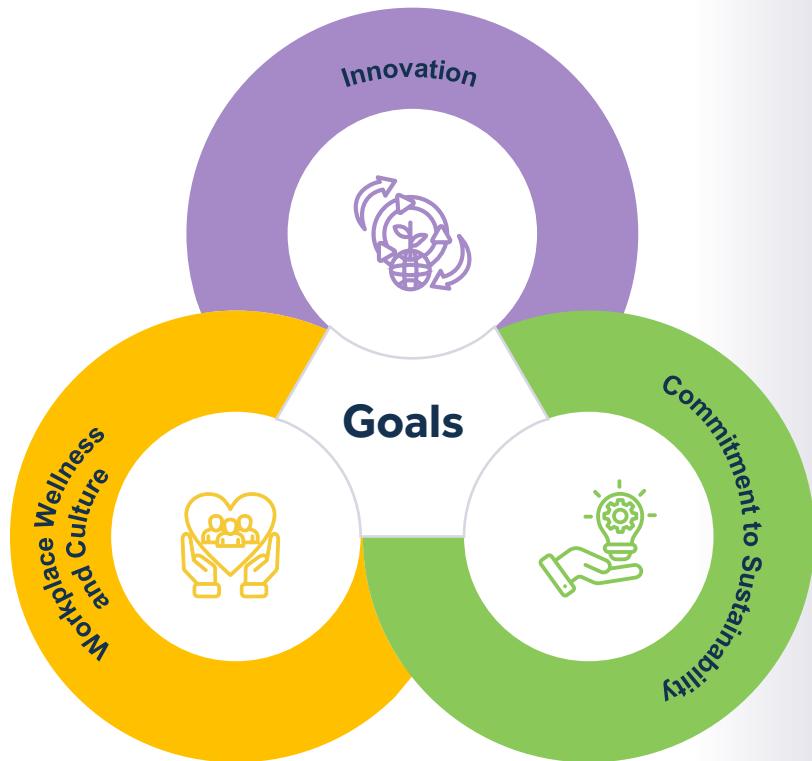 Innovation
Goals
Workplace Wellness
and Culture
Commitment to Sustainability